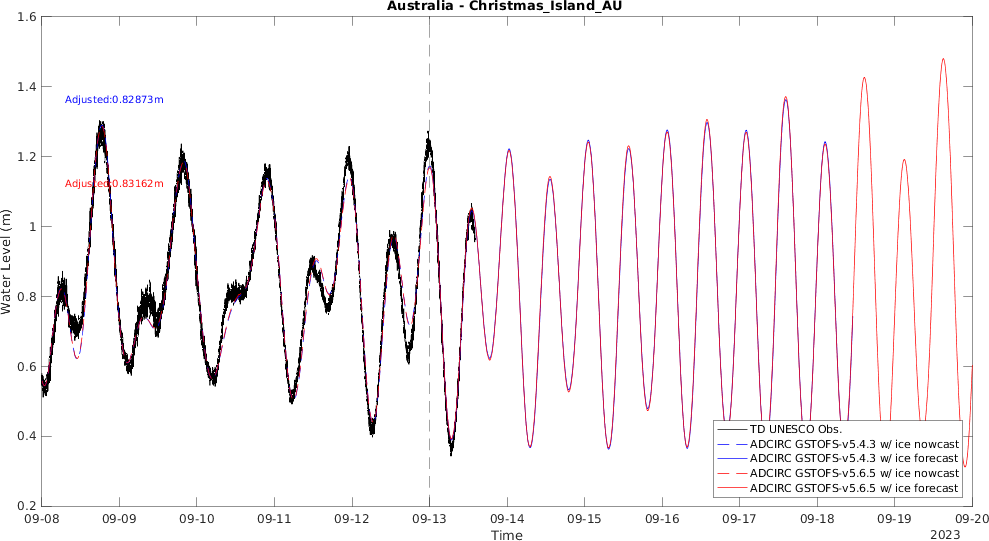 Australia - Christmas_Island_AU
1.6
1.4
1.2
1
0.8
0.6
0.4
0.2
Water Level (m)
Adjusted:0.82873m
Adjusted:0.83162m
TD UNESCO Obs.
ADCIRC GSTOFS-v5.4.3 w/ ice nowcast
ADCIRC GSTOFS-v5.4.3 w/ ice forecast
ADCIRC GSTOFS-v5.6.5 w/ ice nowcast
ADCIRC GSTOFS-v5.6.5 w/ ice forecast
09-08 09-09 09-10 09-11 09-12 09-13 09-14 09-15 09-16 09-17 09-18 09-19 09-20
Time
2023